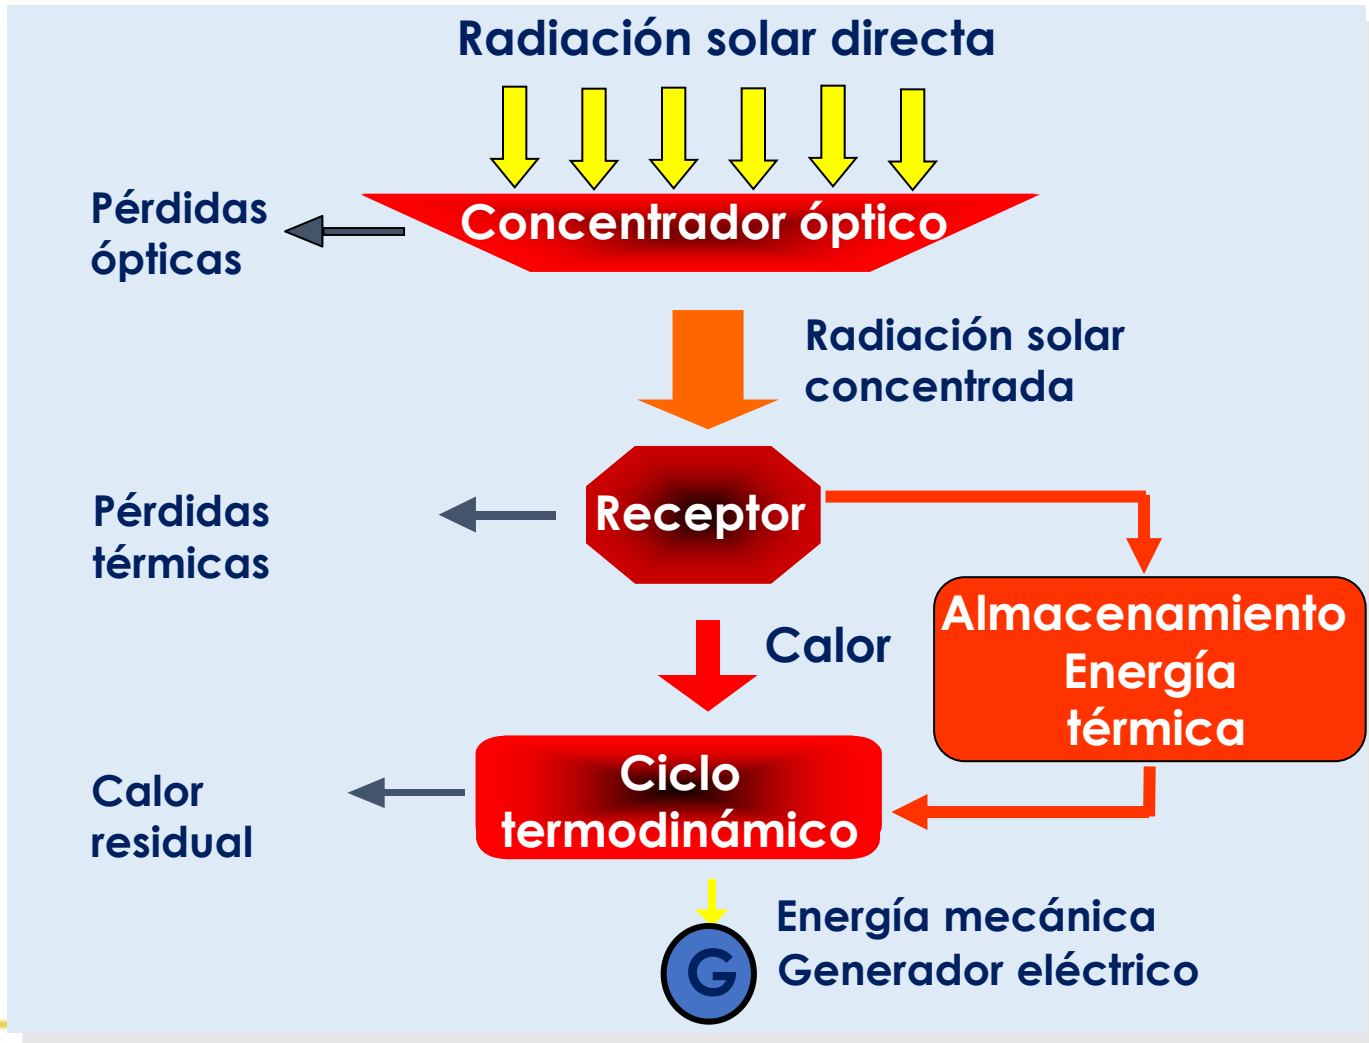 Radiación solar directa
Pérdidas
ópticas
Concentrador óptico
Radiación solar
concentrada
Pérdidas
térmicas
Receptor
Calor
Almacenamiento
Energía
térmica
Calor
residual
Ciclo
termodinámico
Energía mecánica
G
Generador eléctrico